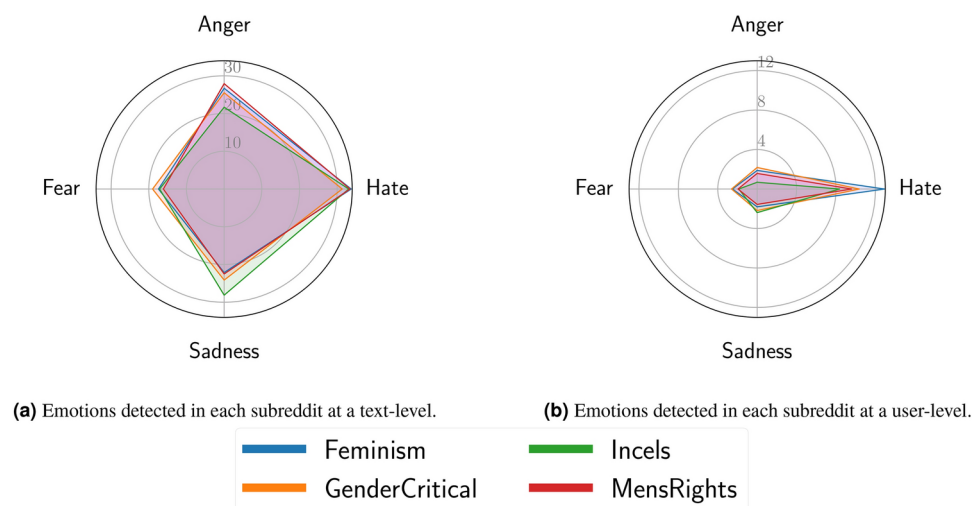 Anger
Anger
30
20
10
Fear
Hate
12
8
4
Fear
Hate
Sadness
Sadness
(a) Emotions detected in each subreddit at a text-level.
(b) Emotions detected in each subreddit at a user-level.
Feminism
Incels
GenderCritical
MensRights